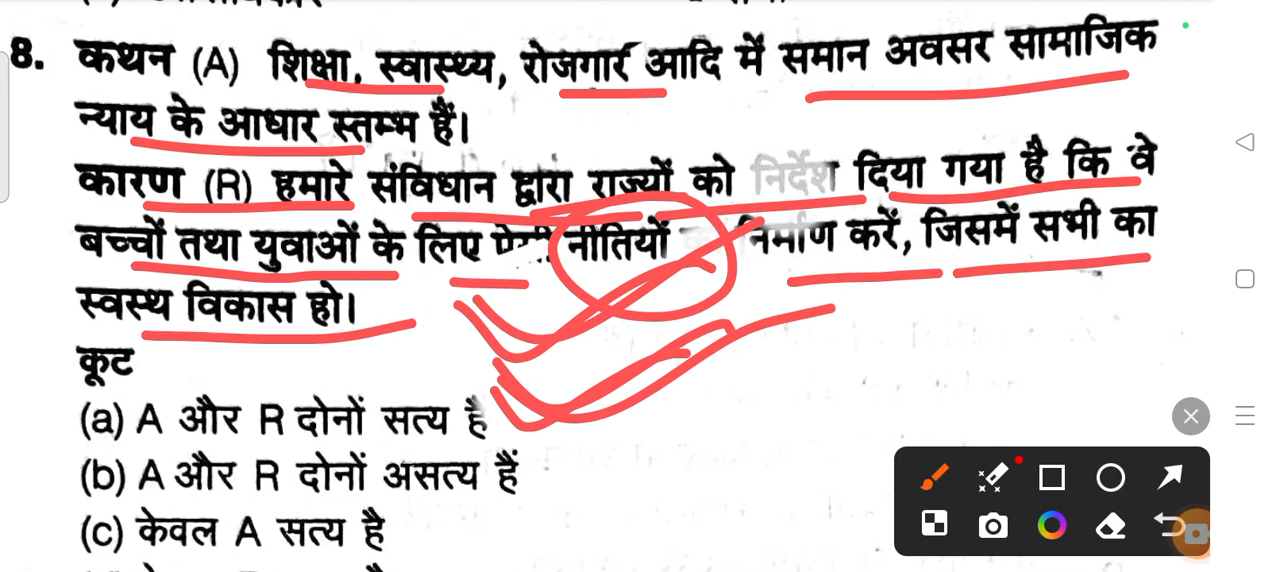 8. कथन (A) शिक्षा, स्वास्थ्य, रोजगार आदि में समान अवसर सामाजिक
न्याय के आधार स्तम्भ हैं।
कारण (R) हमारे संविधान द्वारा राज्यों को निर्देश दिया गया है कि वे
बच्चों तथा युवाओं के लिए नीतियों निर्माण करें, जिसमें सभी का
स्वस्थ विकास हो।
कूट
(a) A और R दोनों सत्य हैं
(b) A और R दोनों असत्य हैं
(c) केवल A सत्य है